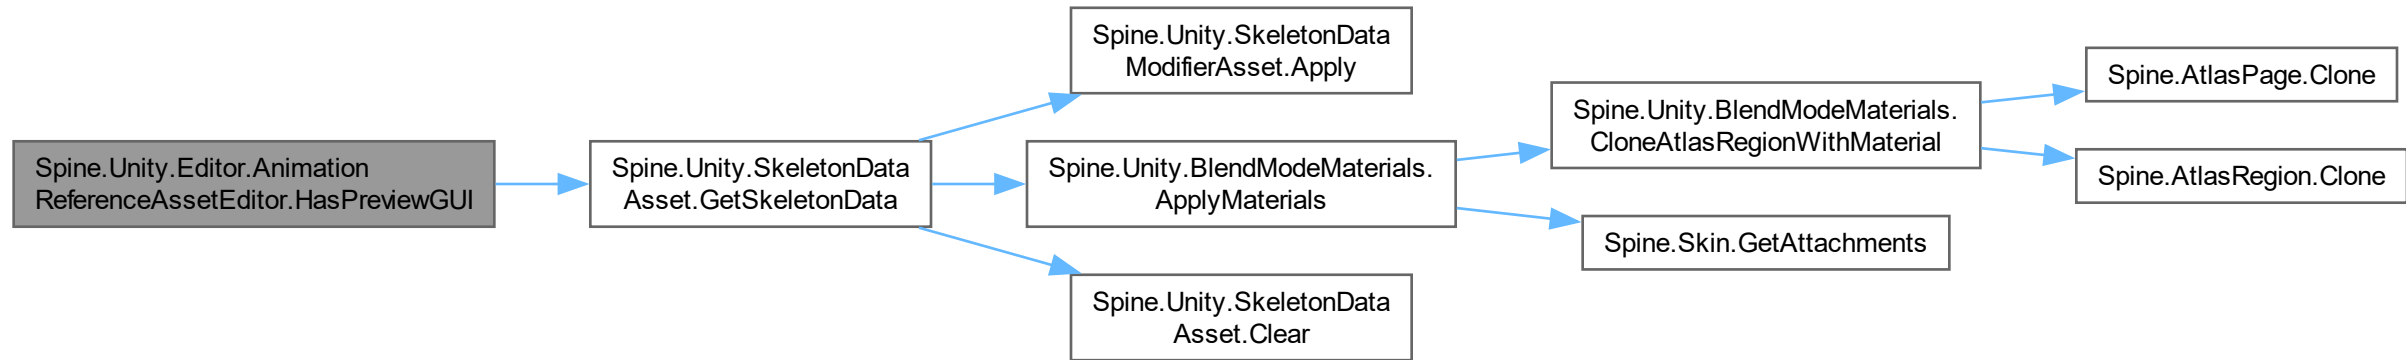 Spine.Unity.Editor.Animation
ReferenceAssetEditor.HasPreviewGUI
Spine.Unity.SkeletonData
Asset.GetSkeletonData
Spine.Unity.SkeletonData
ModifierAsset.Apply
Spine.Unity.BlendModeMaterials.
ApplyMaterials
Spine.Unity.SkeletonData
Asset.Clear
Spine.Unity.BlendModeMaterials.
CloneAtlasRegionWithMaterial
Spine.Skin.GetAttachments
Spine.AtlasPage.Clone
Spine.AtlasRegion.Clone